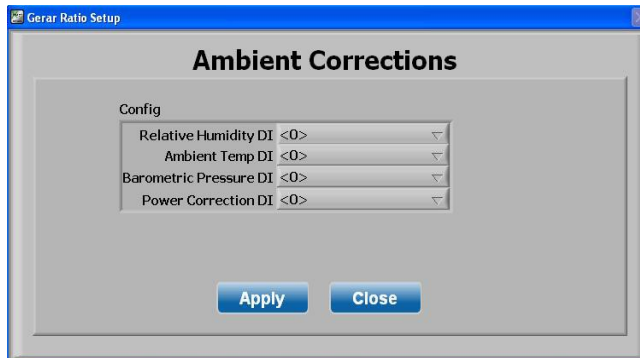 Gerar Ratio Setup
Ambient Corrections
Config
Relative Humidity DI <0>
Ambient Temp DI <0>
Barometric Pressure DI <0>
Power Correction DI <0>
Apply Close